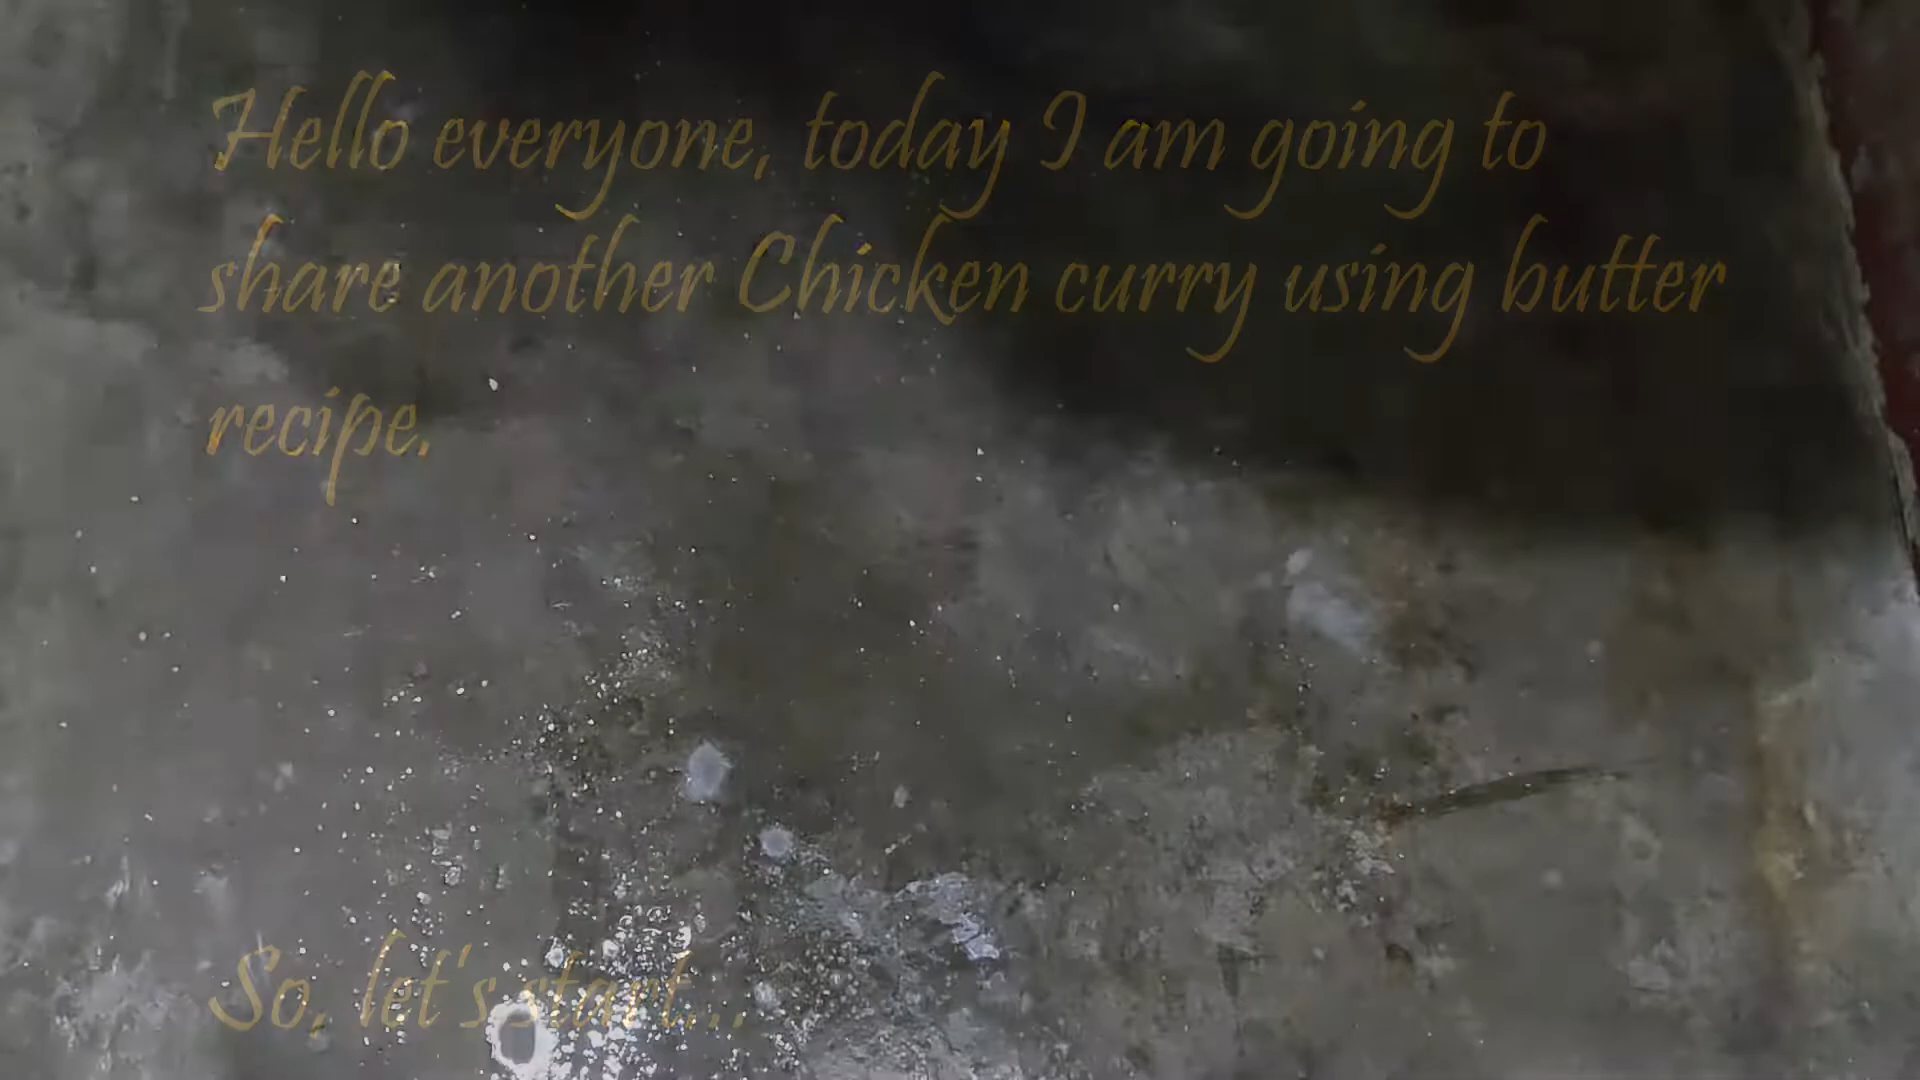 Hello everyone, today I am going to
share another Chicken curry using butter
recipe.
So, let's start...